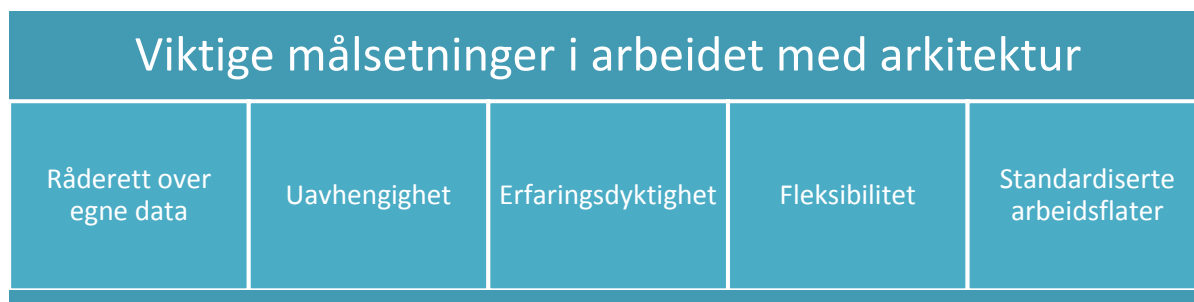 Viktige målsetninger i arbeidet med arkitektur
Råderett over
egne data
Uavhengighet
Erfaringsdyktighet
Fleksibilitet
Standardiserte
arbeidsflater